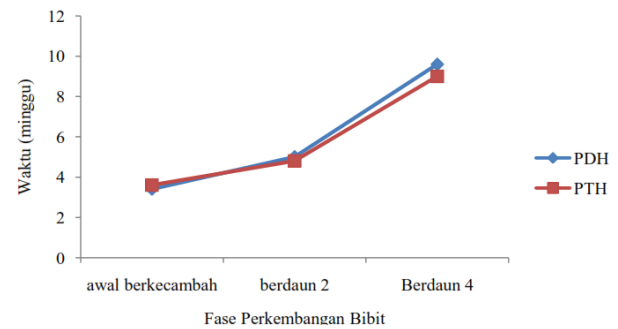 12
10
8
6
4
2
0
Waktu (minggu)
awal berkecambah
berdaun 2
Berdaun 4
Fase Perkembangan Bibit
PDH
PTH